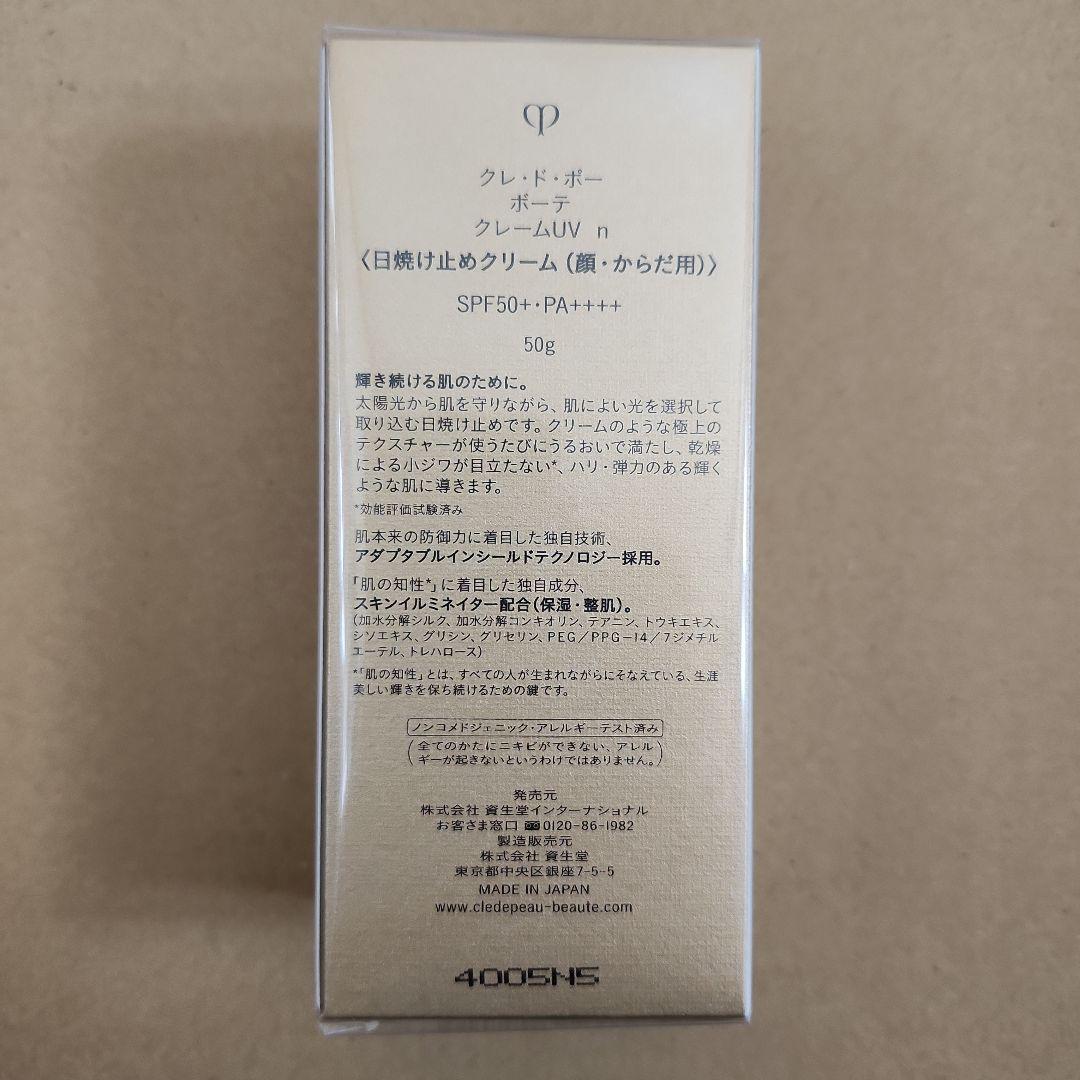 クレ・ド・ポー
ボーテ
クレームUV n
〈日焼け止めクリーム（顔・からだ用）〉
SPF50+・PA++++
50g
輝き続ける肌のために。
太陽光から肌を守りながら、肌によい光を選択して
取り込む日焼け止めです。クリームのような極上の
テクスチャーが使うたびにうるおいで満たし、乾燥
による小ジワが目立たない*、ハリ・弾力のある輝く
ような肌に導きます。
*効能評価試験済み
肌本来の防御力に着目した独自技術、
アダプタブルインシールドテクノロジー採用。
「肌の知性*」に着目した独自成分、
スキンイルミネイター配合（保湿・整肌）。
（加水分解シルク、加水分解コンキオリン、テアニン、トウキエキス、
シソエキス、グリシン、グリセリン、PEG／PPG－14／7ジメチル
エーテル、トレハロース）
*「肌の知性」とは、すべての人が生まれながらにそなえている、生涯
美しい輝きを保ち続けるための鍵です。
ノンコメドジェニック・アレルギーテスト済み
（全てのかたにニキビができない、アレル
ギーが起きないというわけではありません。）
発売元
株式会社 資生堂インターナショナル
お客さま窓口 0120-86-1982
製造販売元
株式会社 資生堂
東京都中央区銀座7-5-5
MADE IN JAPAN
www.cledepeau-beaute.com
4005HS